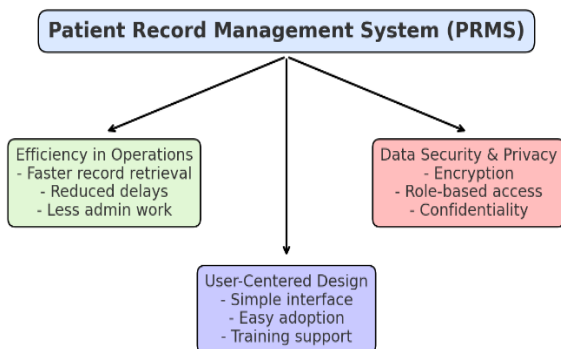 Patient Record Management System (PRMS)
Efficiency in Operations
- Faster record retrieval
- Reduced delays
- Less admin work
Data Security & Privacy
- Encryption
- Role-based access
- Confidentiality
User-Centered Design
- Simple interface
- Easy adoption
- Training support